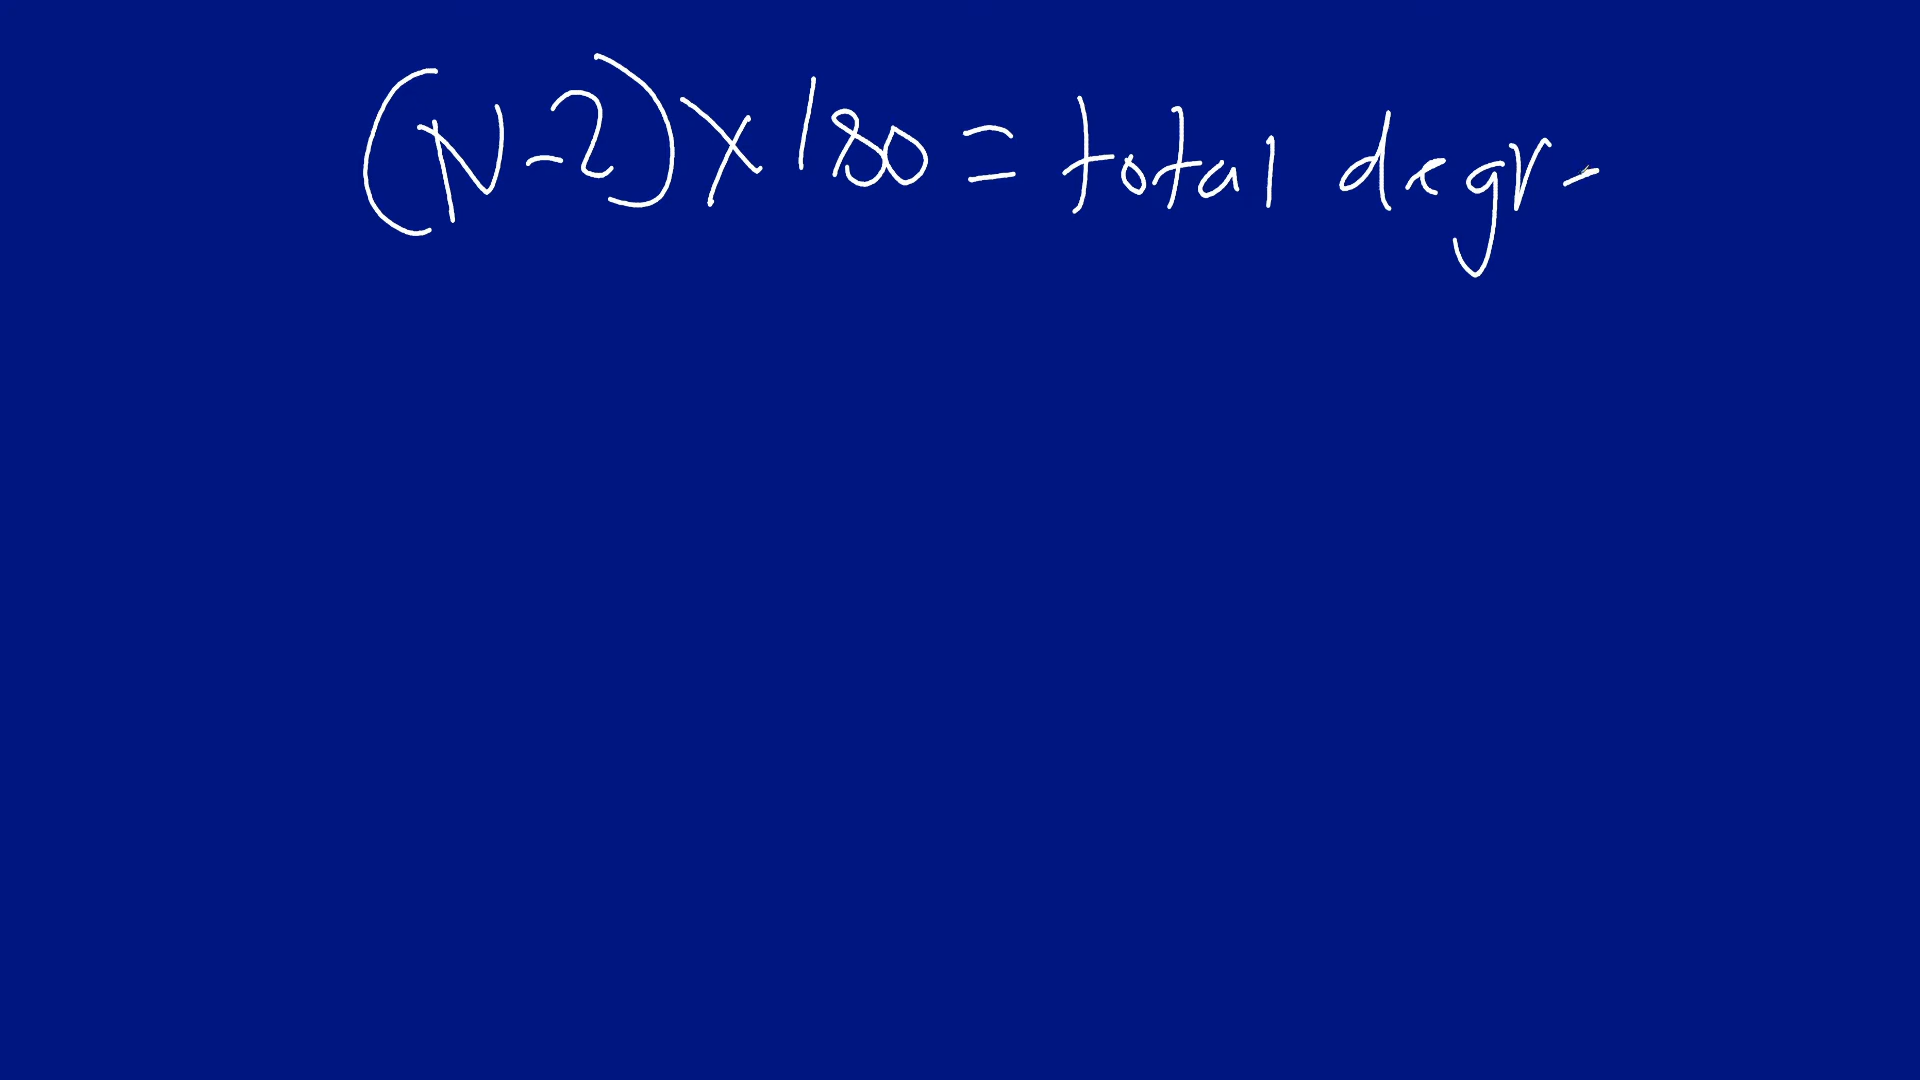 (N-2)X180= total degr-